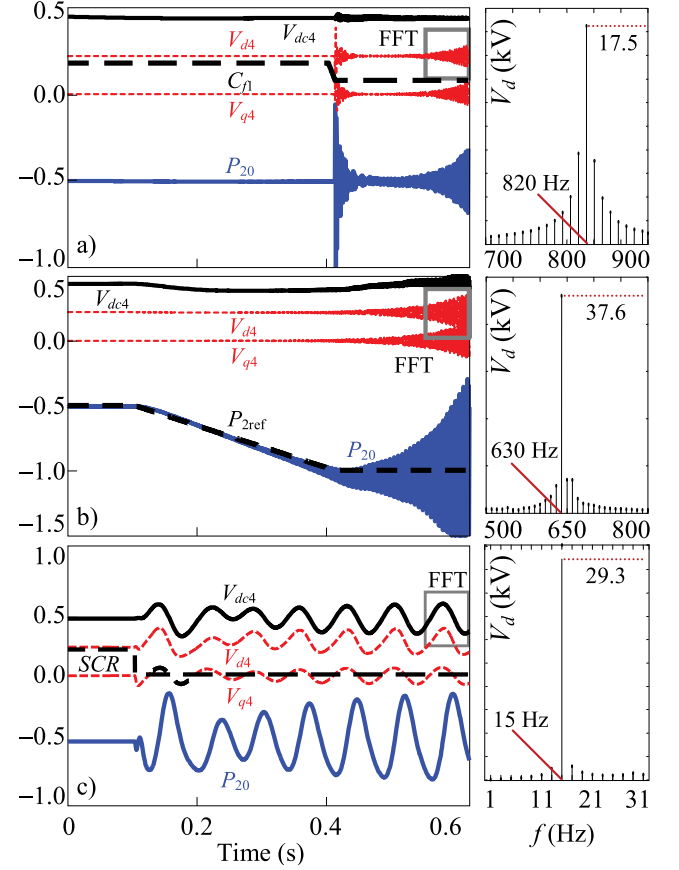 0.5
V_dc4
V_d4
FFT
C_f1
0.0
V_q4
P_20
−0.5
−1.0
a)
V_d (kV)
17.5
820 Hz
700 800 900
0.5
V_dc4
V_d4
0.0
V_q4
FFT
P_2ref
−0.5
P_20
−1.0
−1.5
b)
V_d (kV)
37.6
630 Hz
500 650 800
1.0
V_dc4
FFT
0.5
SCR
V_d4
0.0
V_q4
−0.5
P_20
−1.0
c)
0 0.2 0.4 0.6
Time (s)
V_d (kV)
29.3
15 Hz
1 11 21 31
f (Hz)